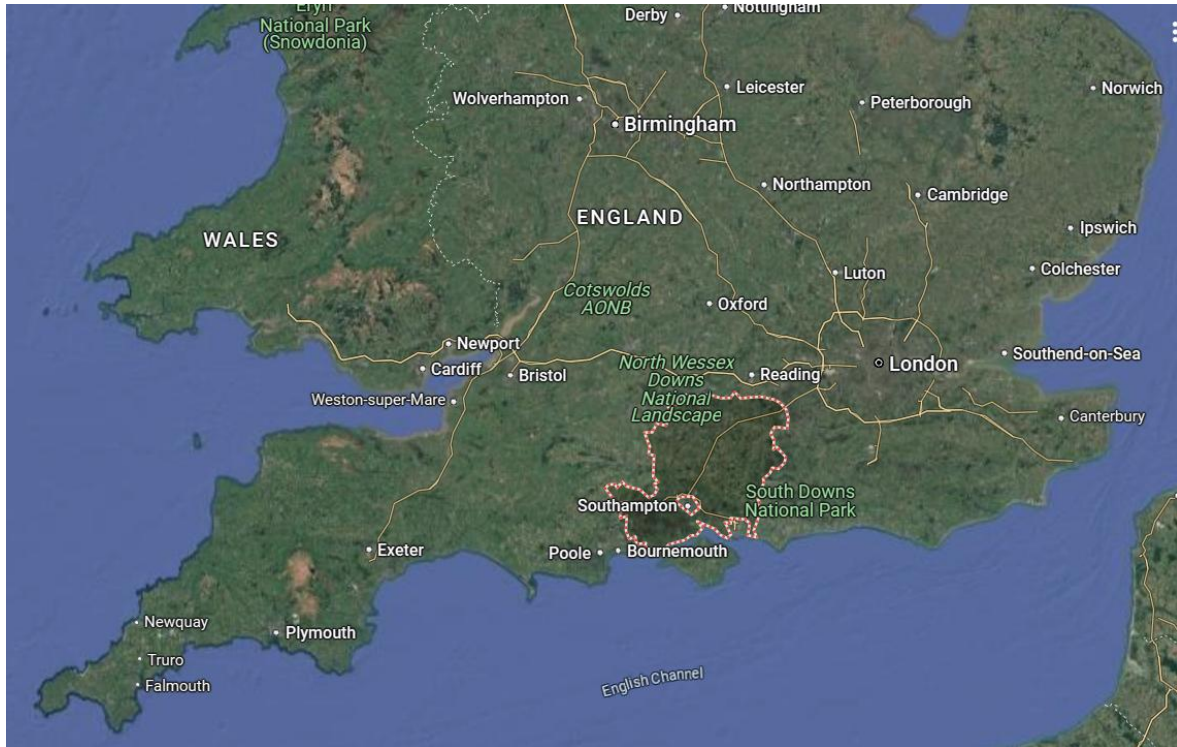 Eryri
National Park
(Snowdonia)
Derby
Nottingham
Wolverhampton
Leicester
Peterborough
Norwich
Birmingham
Northampton
Cambridge
ENGLAND
WALES
Ipswich
Luton
Colchester
Cotswolds
AONB
Oxford
Newport
Cardiff
Bristol
North Wessex
Downs
National
Landscape
Reading
London
Southend-on-Sea
Weston-super-Mare
Canterbury
Southampton
South Downs
National Park
Exeter
Poole
Bournemouth
Newquay
Plymouth
Truro
Falmouth
English Channel